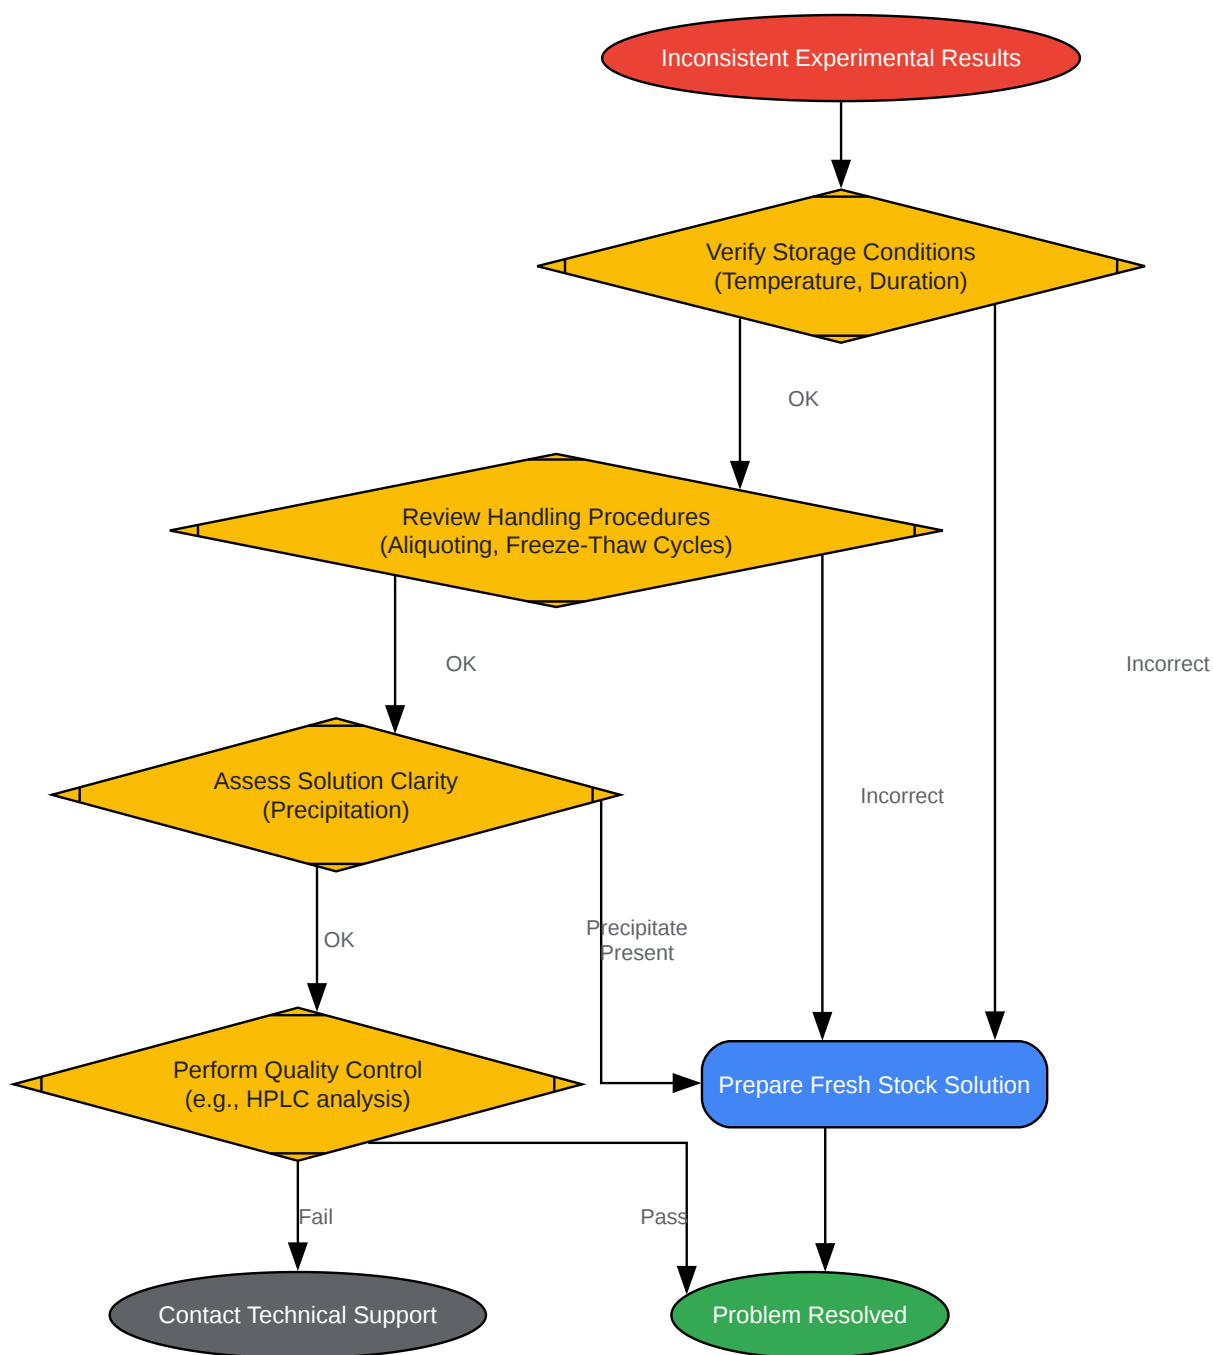 Inconsistent Experimental Results
Verify Storage Conditions
(Temperature, Duration)
OK
Review Handling Procedures
(Aliquoting, Freeze-Thaw Cycles)
OK
Incorrect
Assess Solution Clarity
(Precipitation)
Incorrect
Precipitate
Present
OK
Perform Quality Control
(e.g., HPLC analysis)
Prepare Fresh Stock Solution
Fail
Pass
Contact Technical Support
Problem Resolved